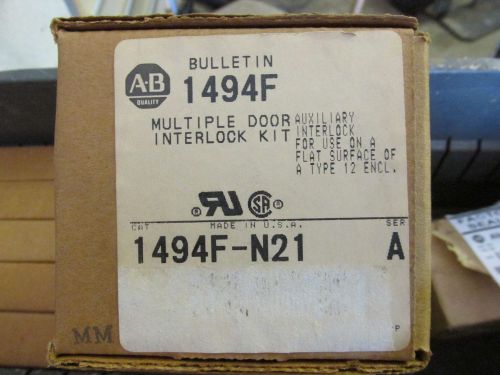 A-B
QUALITY
BULLETIN
1494F
MULTIPLE DOOR
INTERLOCK KIT
AUXILIARY
INTERLOCK
FOR USE ON A
FLAT SURFACE OF
A TYPE 12 ENCL.
MADE IN U.S.A.
CAT
SER
1494F-N21
A
P
MM